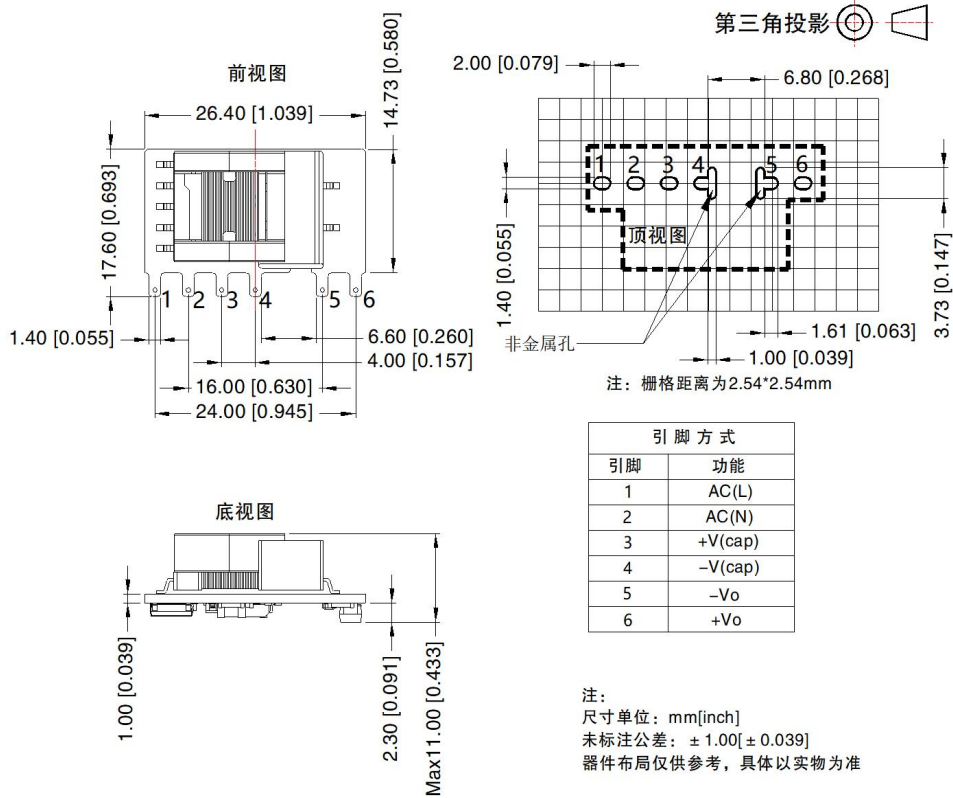 第三角投影
前视图
26.40 [1.039]
14.73 [0.580]
17.60 [0.693]
1 2 3 4 5 6
1.40 [0.055]
6.60 [0.260]
4.00 [0.157]
16.00 [0.630]
24.00 [0.945]
2.00 [0.079]
6.80 [0.268]
1 2 3 4 5 6
顶视图
1.40 [0.055]
3.73 [0.147]
非金属孔
1.61 [0.063]
1.00 [0.039]
注：栅格距离为2.54*2.54mm
引脚方式
引脚 功能
1 AC(L)
2 AC(N)
3 +V(cap)
4 −V(cap)
5 −Vo
6 +Vo
底视图
1.00 [0.039]
2.30 [0.091]
Max11.00 [0.433]
注：
尺寸单位：mm[inch]
未标注公差：±1.00[±0.039]
器件布局仅供参考，具体以实物为准